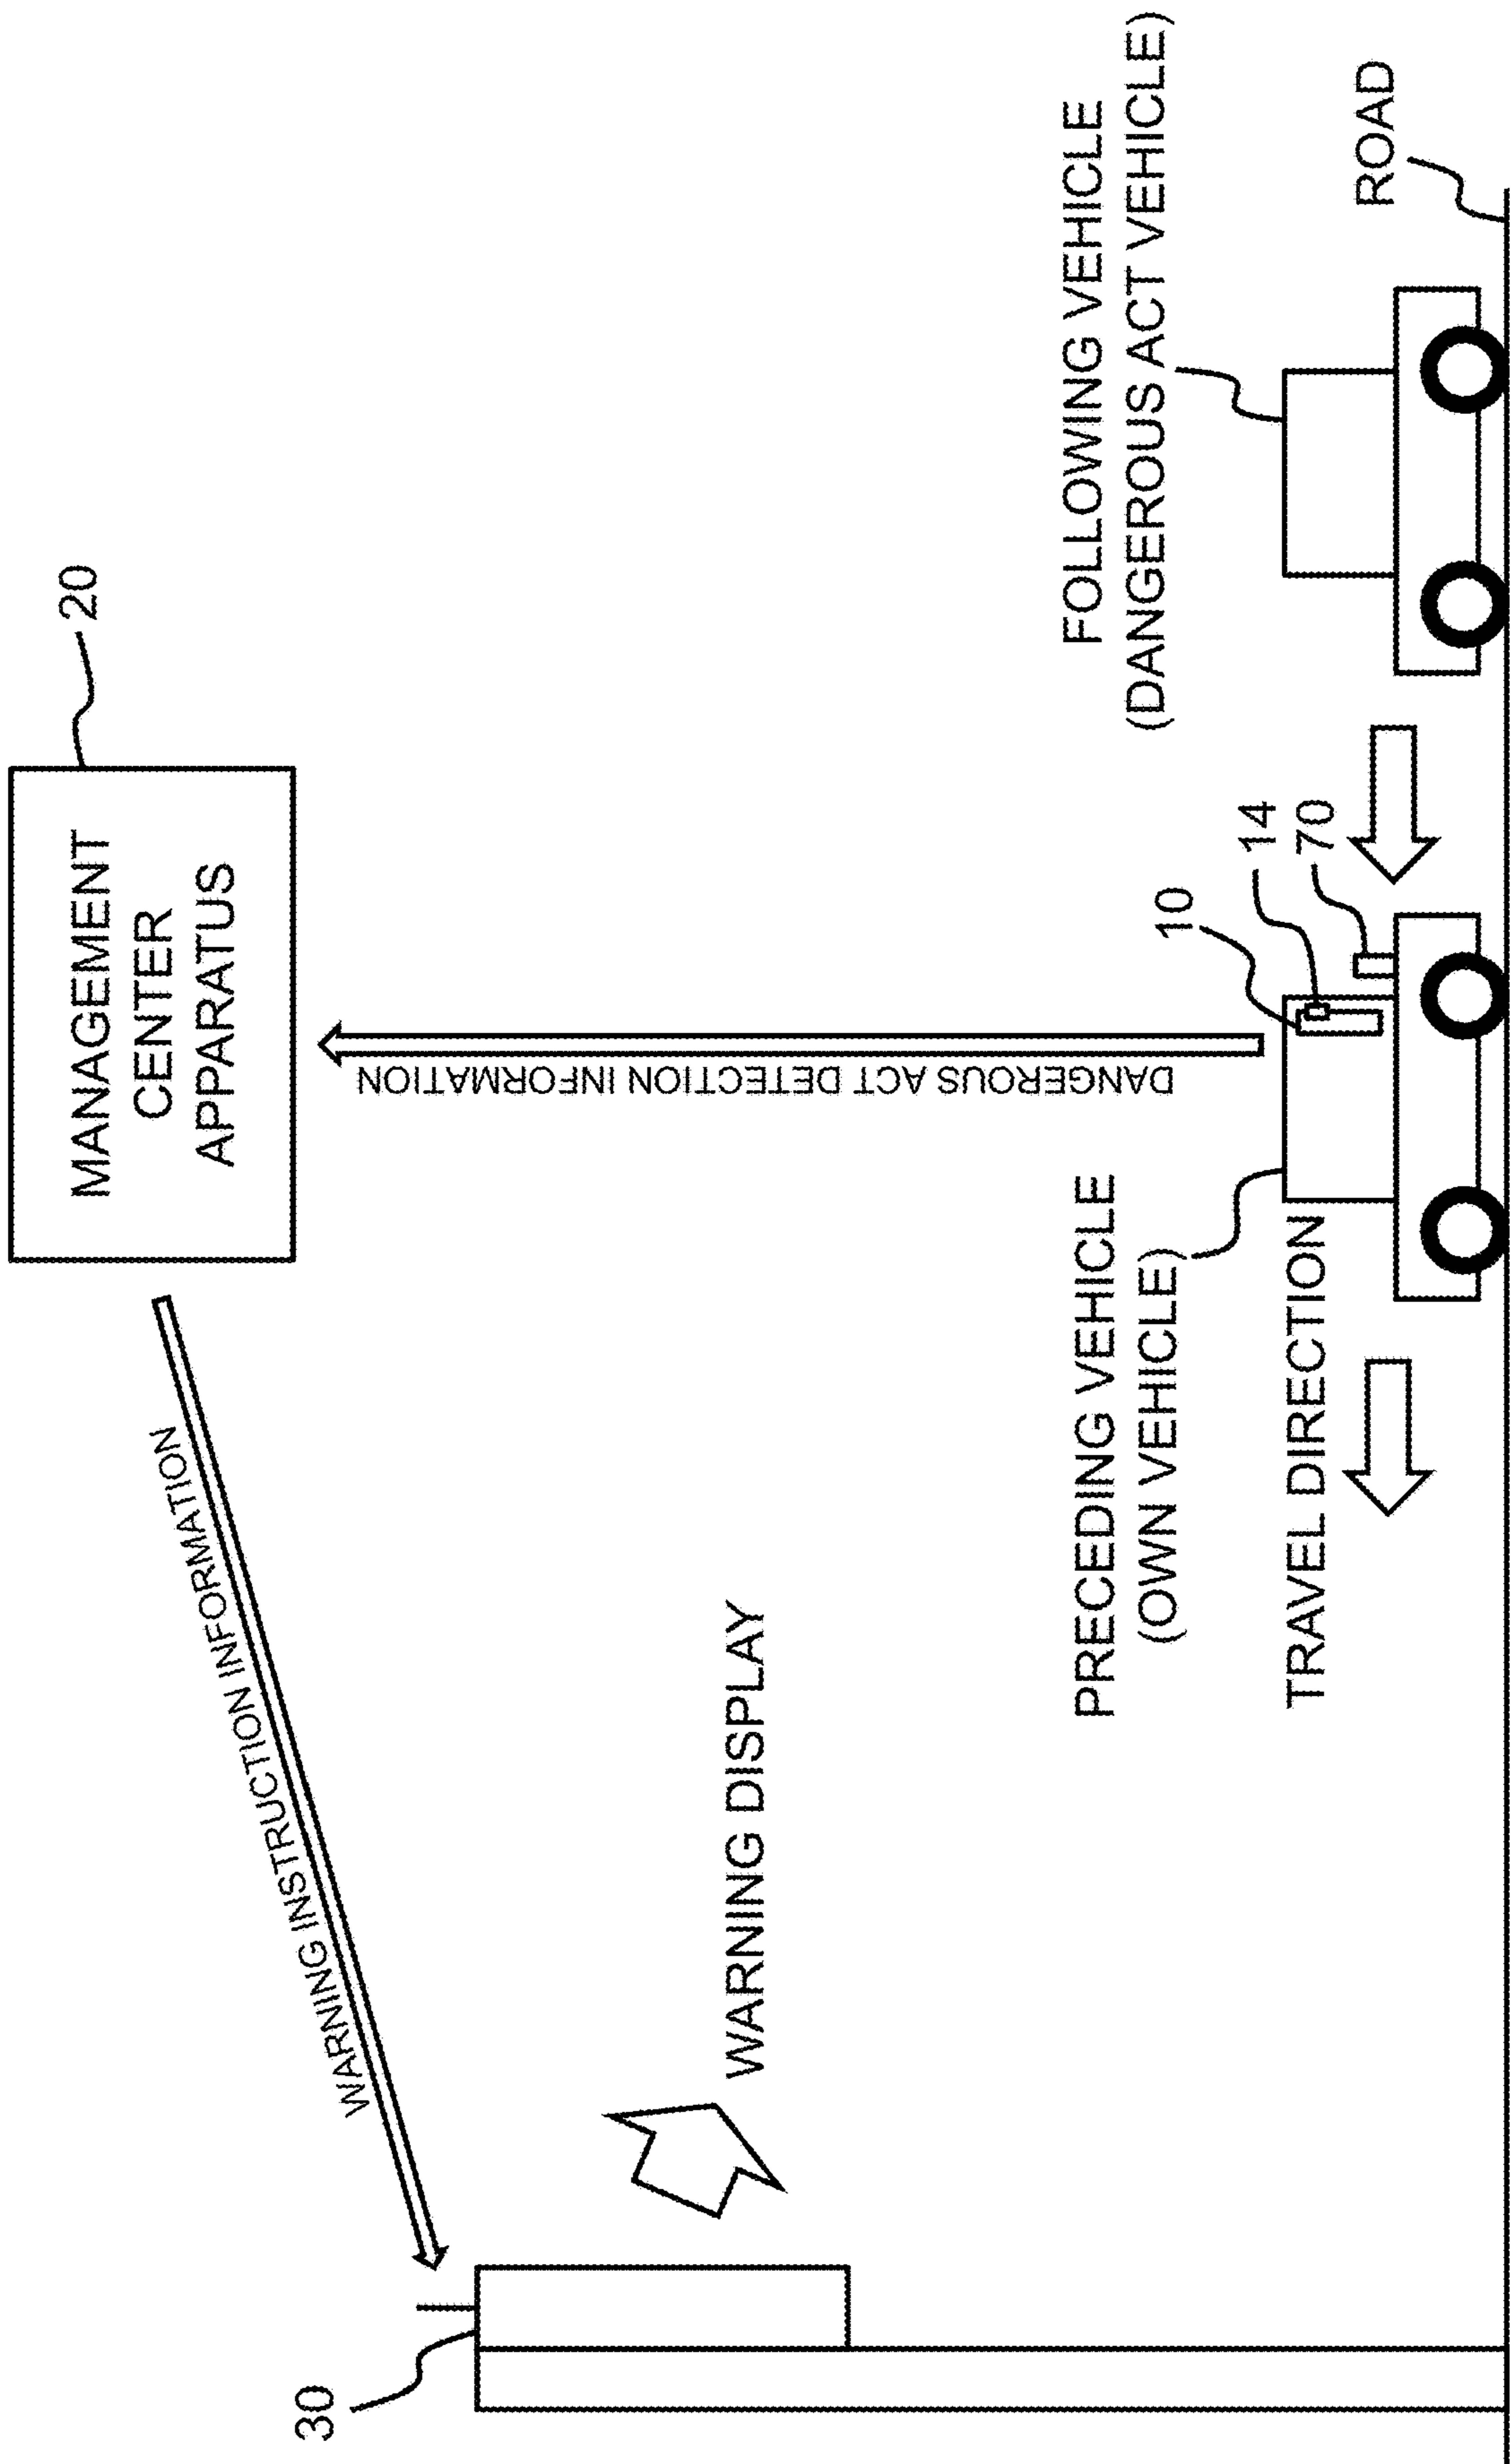 MANAGEMENT
CENTER
APPARATUS
20
WARNING INSTRUCTION INFORMATION
30
WARNING DISPLAY
DANGEROUS ACT DETECTION INFORMATION
FOLLOWING VEHICLE
(DANGEROUS ACT VEHICLE)
PRECEDING VEHICLE
(OWN VEHICLE)
10
14
70
TRAVEL DIRECTION
ROAD